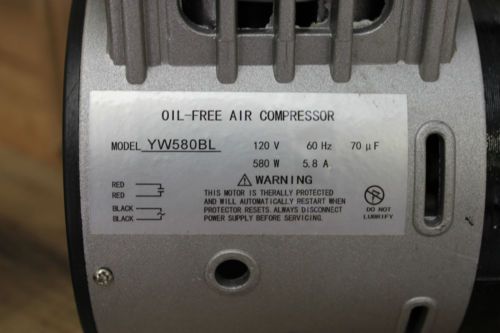 OIL-FREE AIR COMPRESSOR
MODEL YW580BL 120 V 60 Hz 70 μF
580 W 5.8 A
⚠ WARNING
RED
RED
BLACK
BLACK
THIS MOTOR IS THERALLY PROTECTED
AND WILL AUTOMATICALLY RESTART WHEN
PROTECTOR RESETS. ALWAYS DISCONNECT
POWER SUPPLY BEFORE SERVICING.
DO NOT
LUBRIFY